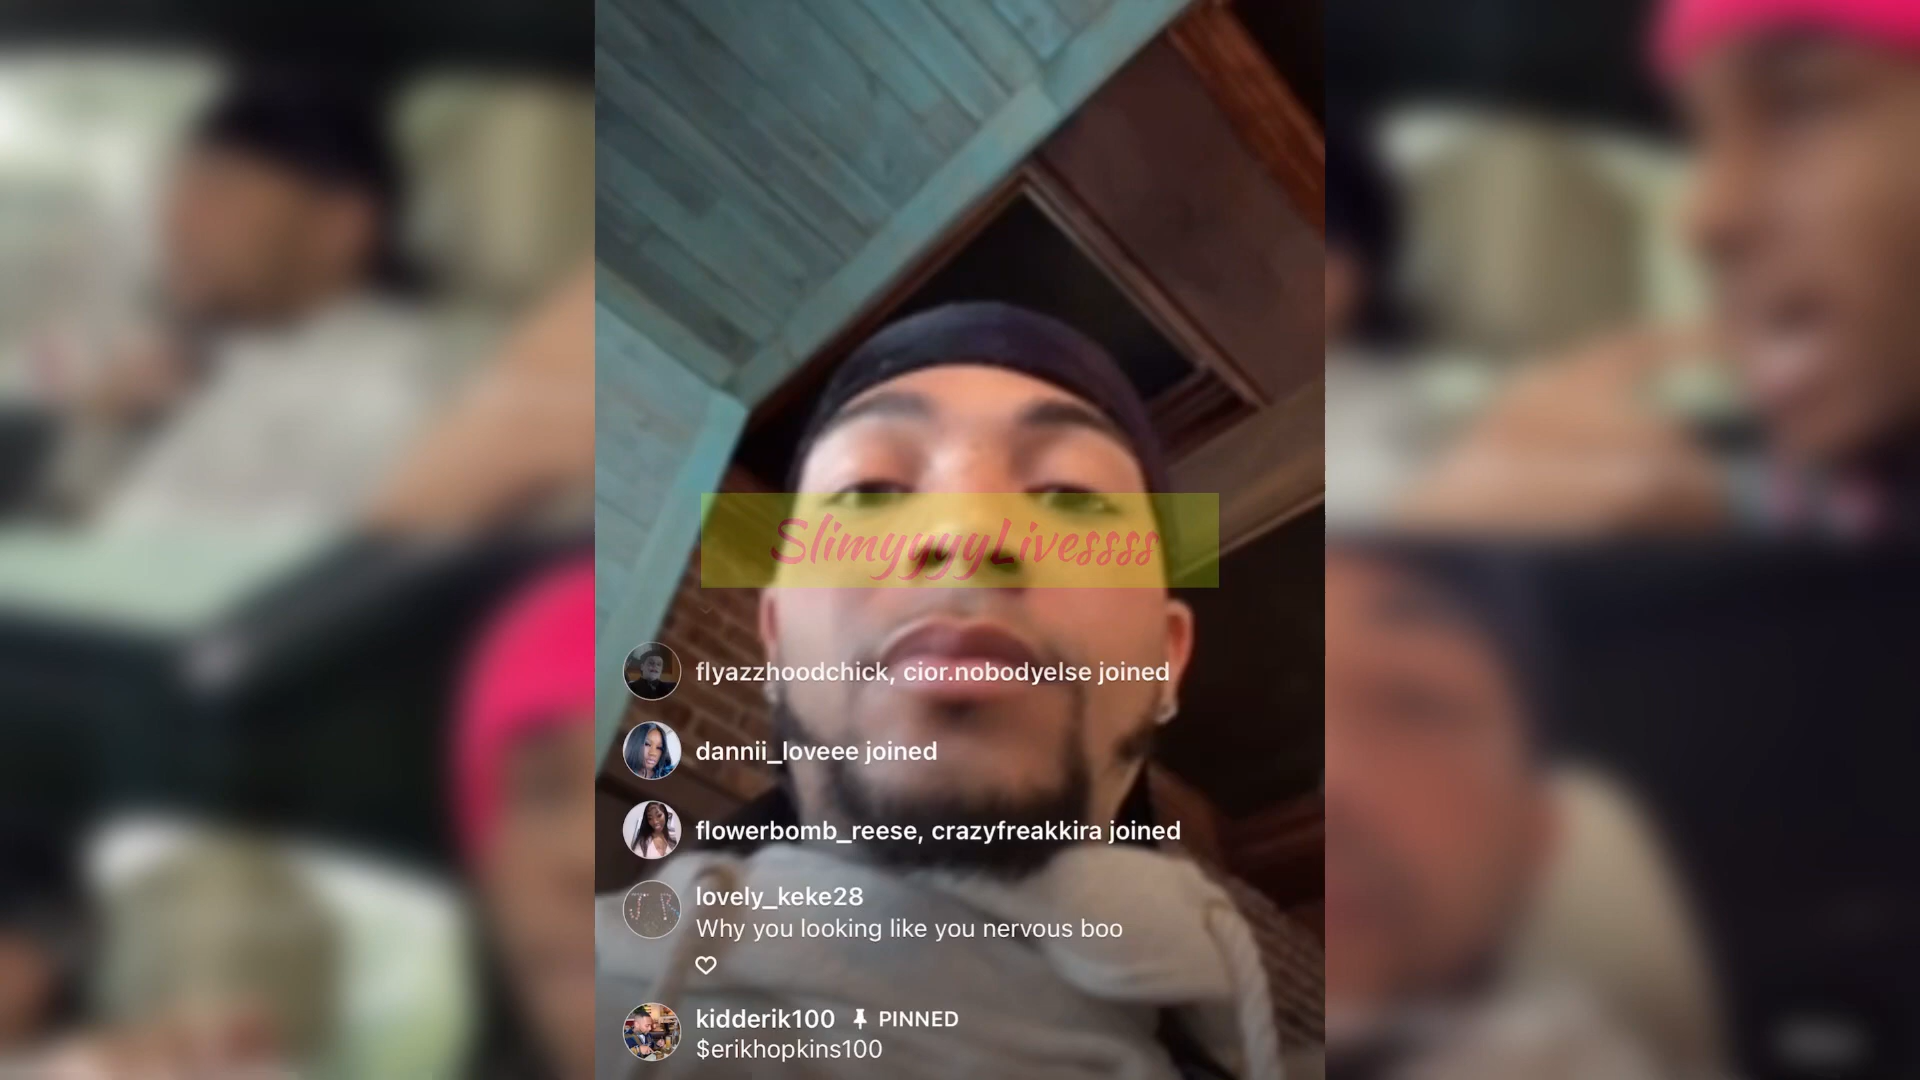 SlimyyyyLivessss
flyazzhoodchick, cior.nobodyelse joined
dannii_loveee joined
flowerbomb_reese, crazyfreakkira joined
lovely_keke28
Why you looking like you nervous boo
kidderik100 PINNED
$erikhopkins100